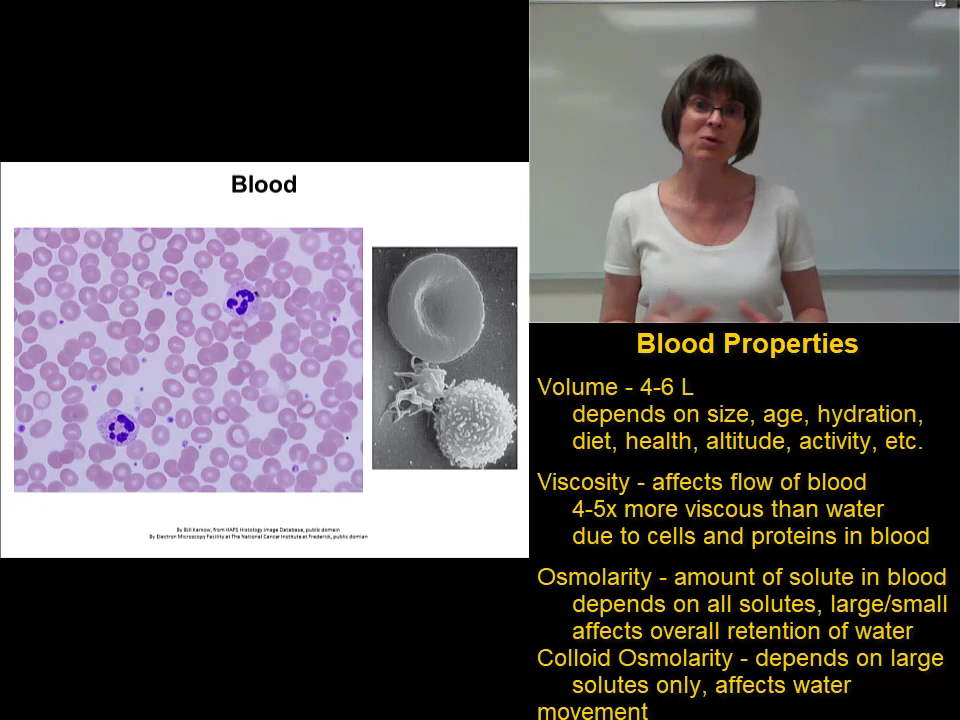 Blood
By Bill Karkow, from HAPS Histology Image Database, public domain
By Electron Microscopy Facility at The National Cancer Institute at Frederick, public domian
Blood Properties
Volume - 4-6 L
depends on size, age, hydration,
diet, health, altitude, activity, etc.
Viscosity - affects flow of blood
4-5x more viscous than water
due to cells and proteins in blood
Osmolarity - amount of solute in blood
depends on all solutes, large/small
affects overall retention of water
Colloid Osmolarity - depends on large
solutes only, affects water
movement